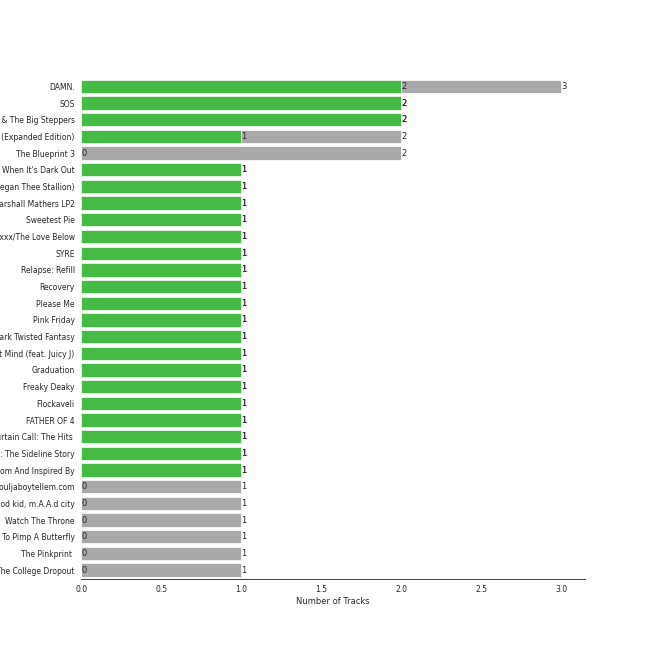 DAMN. 2 3
SOS 2
& The Big Steppers 2
(Expanded Edition) 1 2
The Blueprint 3 0 2
When It's Dark Out 1
egan Thee Stallion) 1
arshall Mathers LP2 1
Sweetest Pie 1
xxx/The Love Below 1
SYRE 1
Relapse: Refill 1
Recovery 1
Please Me 1
Pink Friday 1
ark Twisted Fantasy 1
t Mind (feat. Juicy J) 1
Graduation 1
Freaky Deaky 1
Flockaveli 1
FATHER OF 4 1
rtain Call: The Hits 1
: The Sideline Story 1
om And Inspired By 1
ouljaboytellem.com 0 1
od kid, m.A.A.d city 0 1
Watch The Throne 0 1
To Pimp A Butterfly 0 1
The Pinkprint 0 1
The College Dropout 0 1
0.0 0.5 1.0 1.5 2.0 2.5 3.0
Number of Tracks